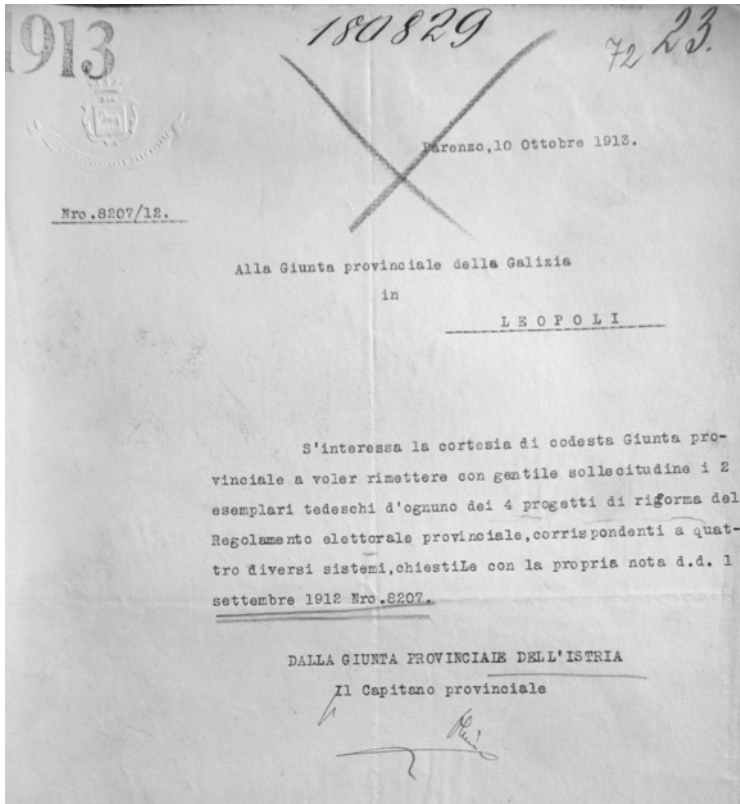 1913
180829
72 23.
Parenzo,10 Ottobre 1913.
Nro.8207/12.
Alla Giunta provinciale della Galizia
in
LEOPOLI
S'interessa la cortesia di codesta Giunta pro-
vinciale a voler rimettere con gentile sollecitudine i 2
esemplari tedeschi d'ognuno dei 4 progetti di riforma del
Regolamento elettorale provinciale,corrispondenti a quat-
tro diversi sistemi,chiestiLe con la propria nota d.d. 1
settembre 1912 Nro.8207.
DALLA GIUNTA PROVINCIALE DELL'ISTRIA
Il Capitano provinciale